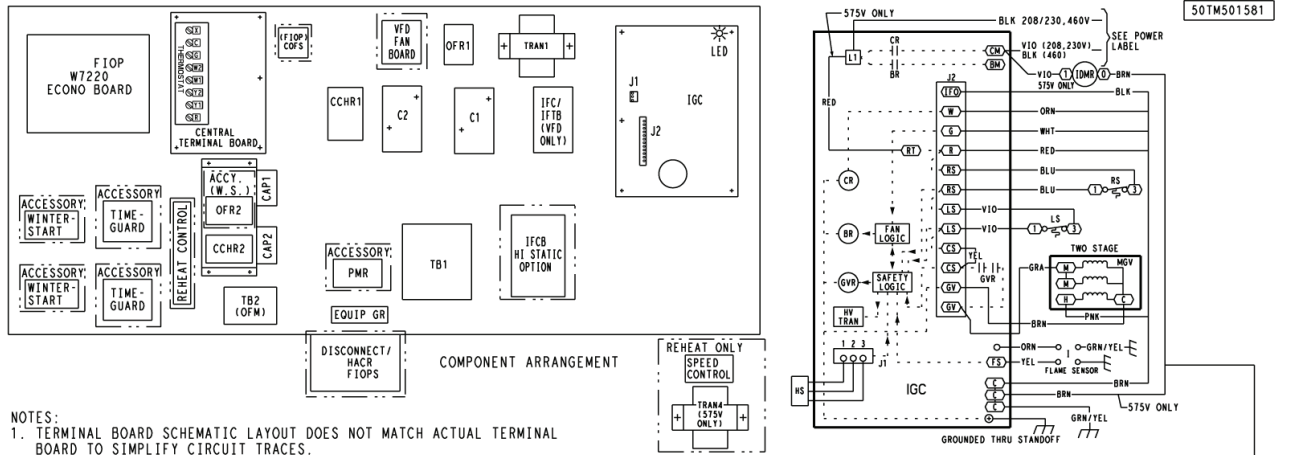 50TM501581
FIOP
W7220
ECONO BOARD
THERMOSTAT
X
C
G
W2
W1
Y2
Y1
R
CENTRAL
TERMINAL BOARD
(FIOP)
COFS
VFD
FAN
BOARD
OFR1
TRAN1
LED
J1
IGC
J2
CCHR1
C2
C1
IFC/
IFTB
(VFD
ONLY)
ACCY.
(W.S.)
CAP1
OFR2
CCHR2
CAP2
ACCESSORY
WINTER-
START
ACCESSORY
TIME-
GUARD
REHEAT CONTROL
ACCESSORY
WINTER-
START
ACCESSORY
TIME-
GUARD
TB2
(OFM)
ACCESSORY
PMR
TB1
IFCB
HI STATIC
OPTION
EQUIP GR
DISCONNECT/
HACR
FIOPS
COMPONENT ARRANGEMENT
REHEAT ONLY
SPEED
CONTROL
TRAN4
(575V
ONLY)
NOTES:
1. TERMINAL BOARD SCHEMATIC LAYOUT DOES NOT MATCH ACTUAL TERMINAL
BOARD TO SIMPLIFY CIRCUIT TRACES.
575V ONLY
BLK 208/230,460V
SEE POWER
LABEL
VIO (208,230V)
BLK (460)
L1
CR
BR
CM
BM
VIO 1 IDMR 0 BRN
575V ONLY
J2
IFO BLK
RED
W ORN
G WHT
RT
R RED
RS BLU
CR
RS BLU 1 3
RS
LS VIO
LS
BR
FAN
LOGIC
LS VIO 1 3
CS
YEL
TWO STAGE
CS
GVR
GRA M MGV
M
GVR
SAFETY
LOGIC
GV
H C
HV
TRAN
GV
PNK
BRN
1 2 3
J1
ORN GRN/YEL
FS YEL
FLAME SENSOR
HS
IGC
C BRN
C BRN
575V ONLY
C
GRN/YEL
GROUNDED THRU STANDOFF